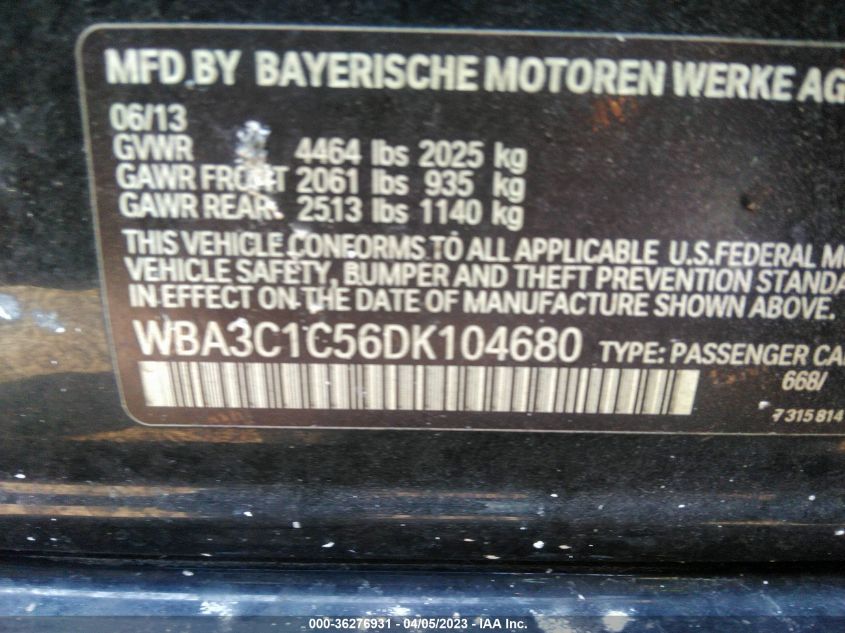 MFD BY BAYERISCHE MOTOREN WERKE AG
06/13
GVWR 4464 lbs 2025 kg
GAWR FRONT 2061 lbs 935 kg
GAWR REAR 2513 lbs 1140 kg
THIS VEHICLE CONFORMS TO ALL APPLICABLE U.S.FEDERAL MO
VEHICLE SAFETY, BUMPER AND THEFT PREVENTION STANDA
IN EFFECT ON THE DATE OF MANUFACTURE SHOWN ABOVE.
WBA3C1C56DK104680 TYPE: PASSENGER CA
668/
7 315 814
000-36276931 - 04/05/2023 - IAA Inc.